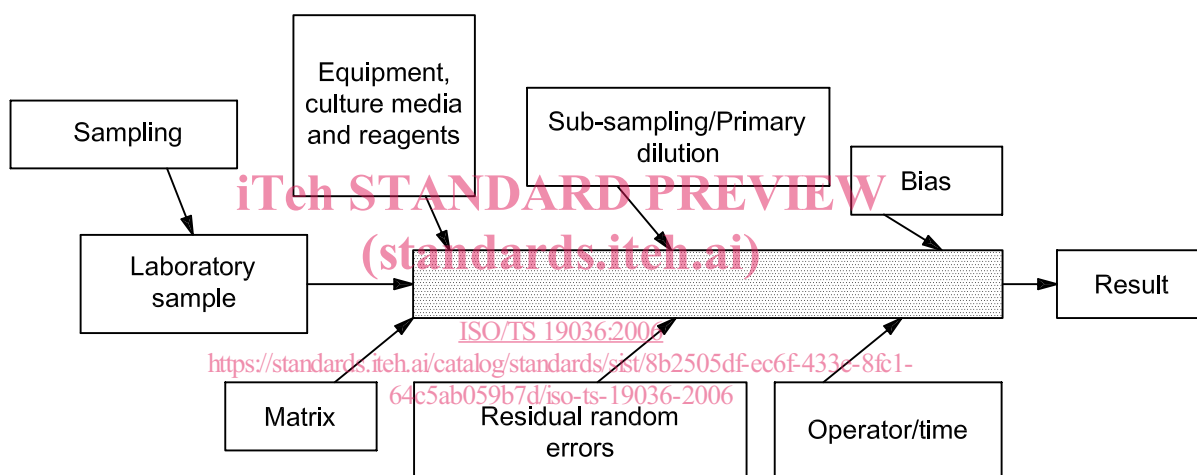 Equipment,
culture media
and reagents
Sampling
Sub-sampling/Primary
dilution
Bias
iTeh STANDARD PREVIEW
(standards.iteh.ai)
Laboratory
sample
Result
ISO/TS 19036:2006
https://standards.iteh.ai/catalog/standards/sist/8b2505df-ec6f-433e-8fc1-
64c5ab059b7d/iso-ts-19036-2006
Matrix
Residual random
errors
Operator/time